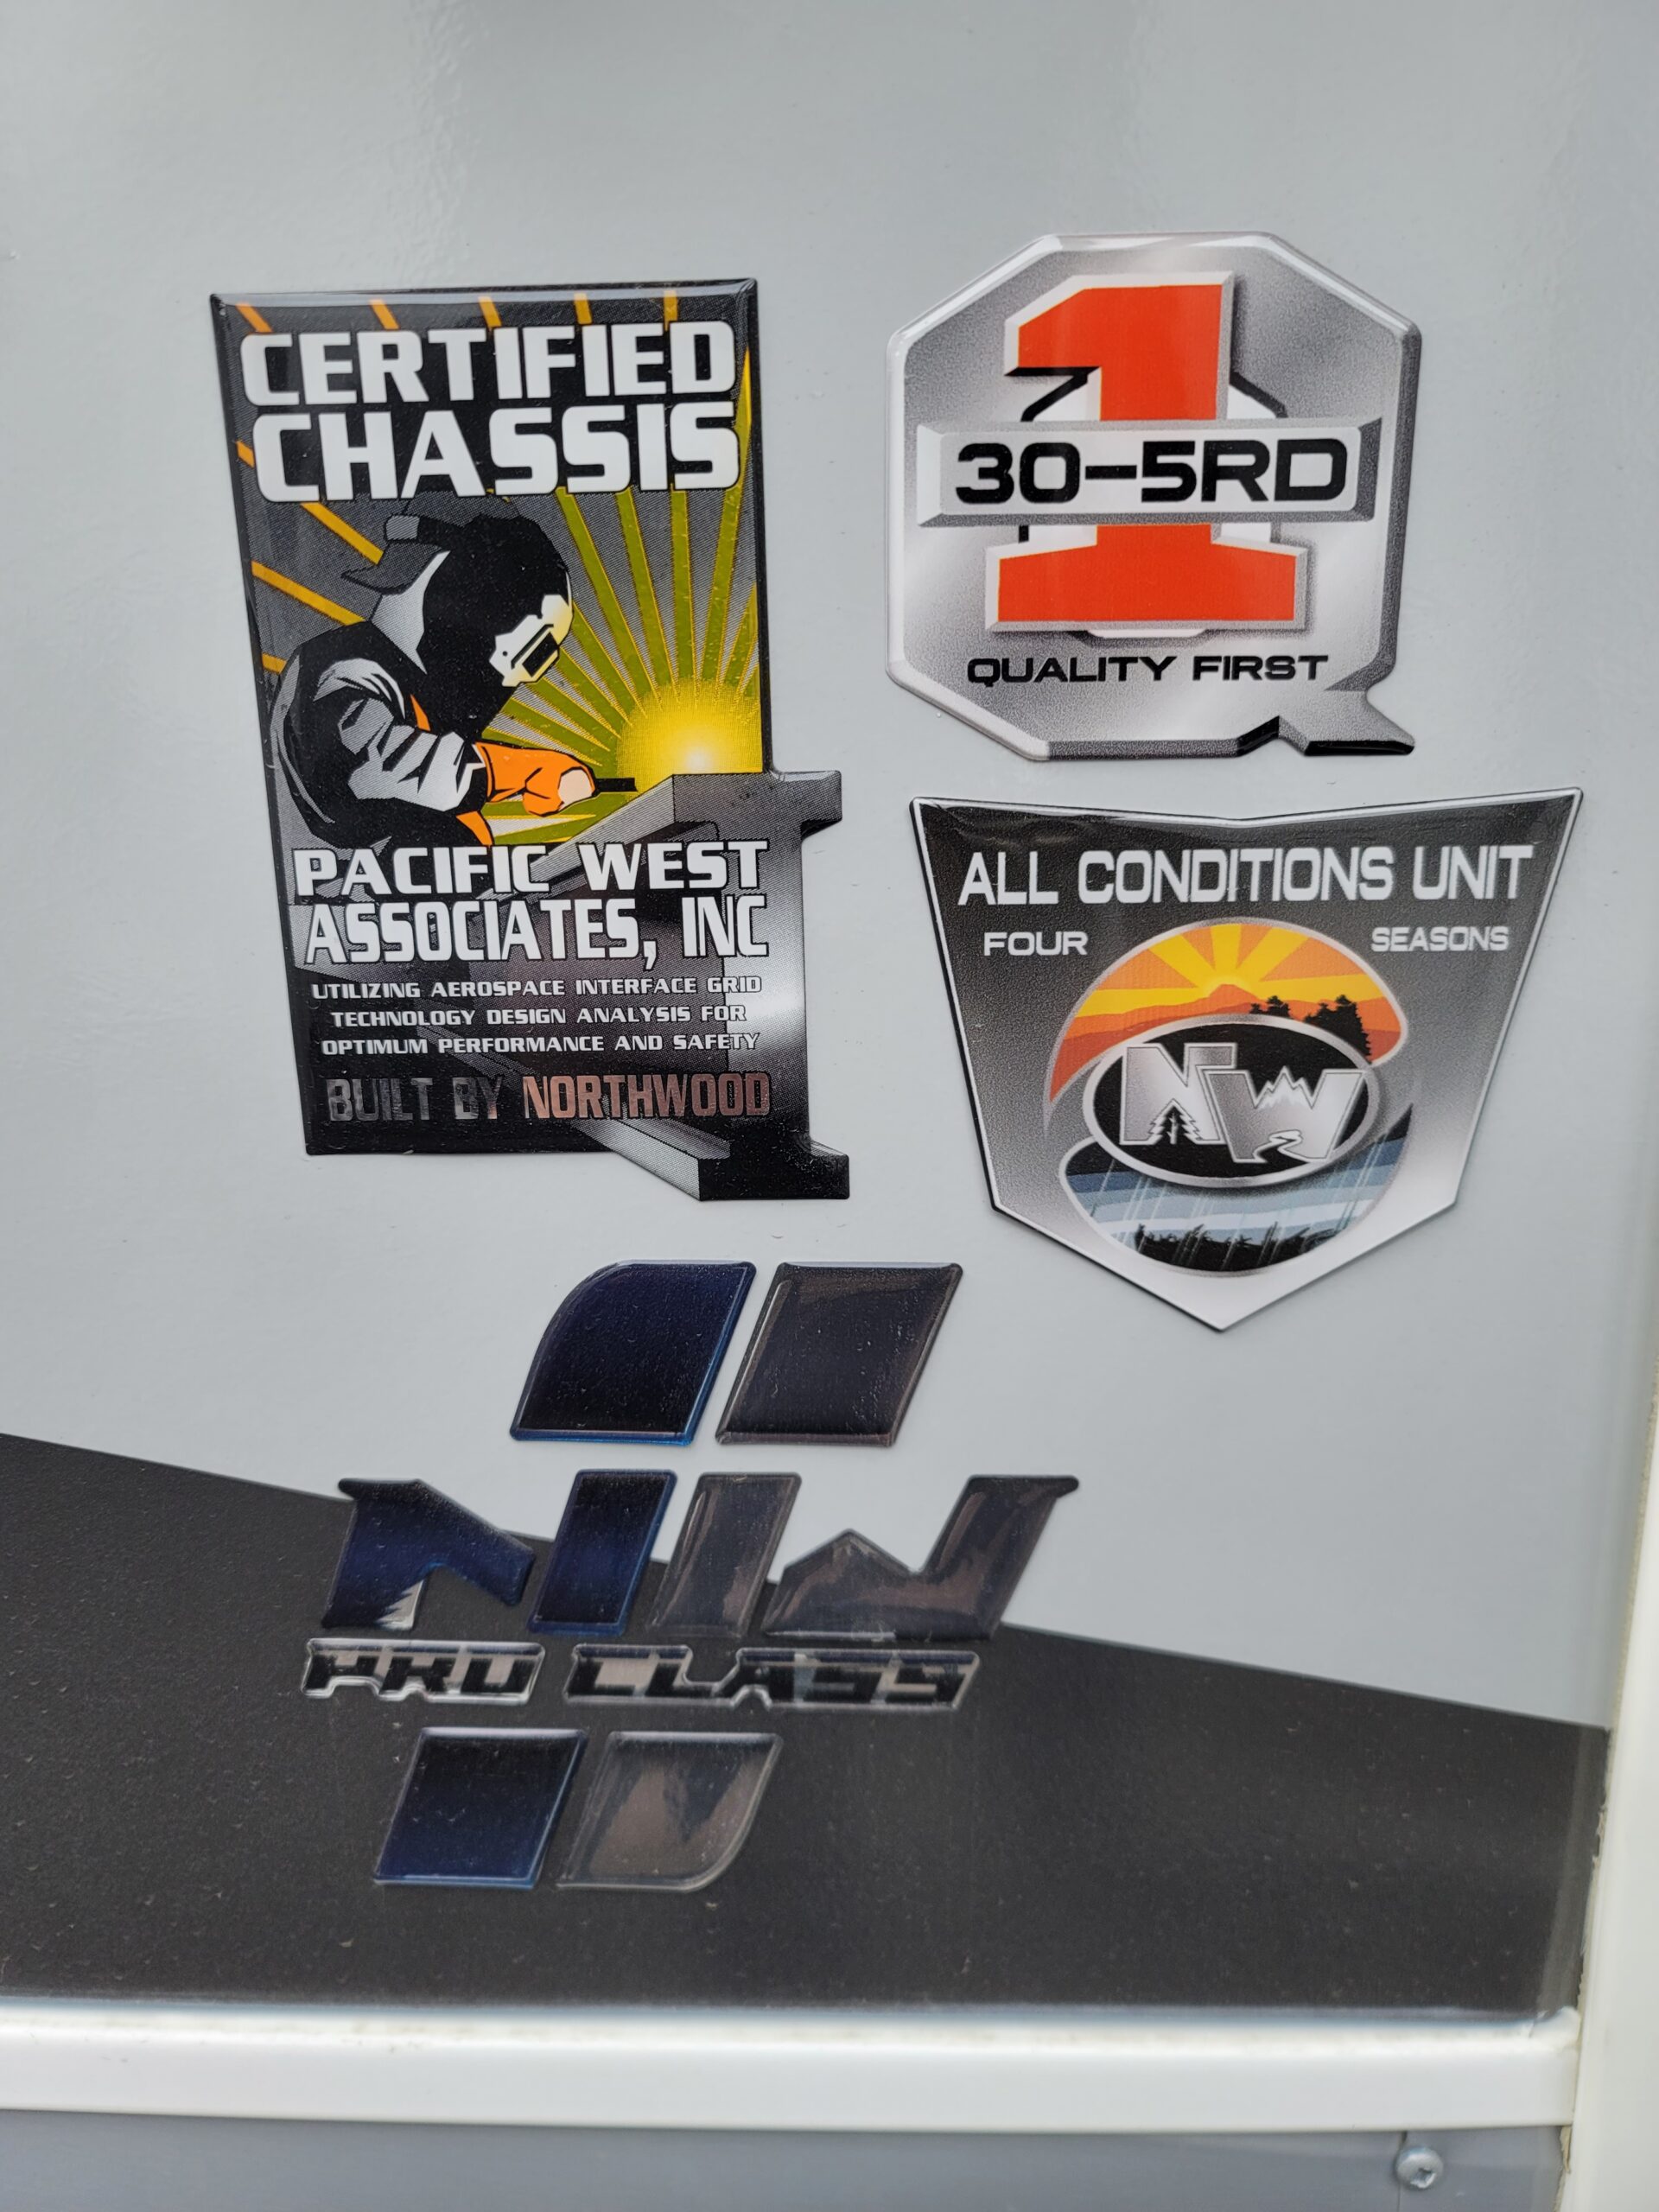 CERTIFIED
CHASSIS
PACIFIC WEST
ASSOCIATES, INC
UTILIZING AEROSPACE INTERFACE GRID
TECHNOLOGY DESIGN ANALYSIS FOR
OPTIMUM PERFORMANCE AND SAFETY
BUILT BY NORTHWOOD
1
30-5RD
QUALITY FIRST
ALL CONDITIONS UNIT
FOUR SEASONS
NW
NW
PRO CLASS